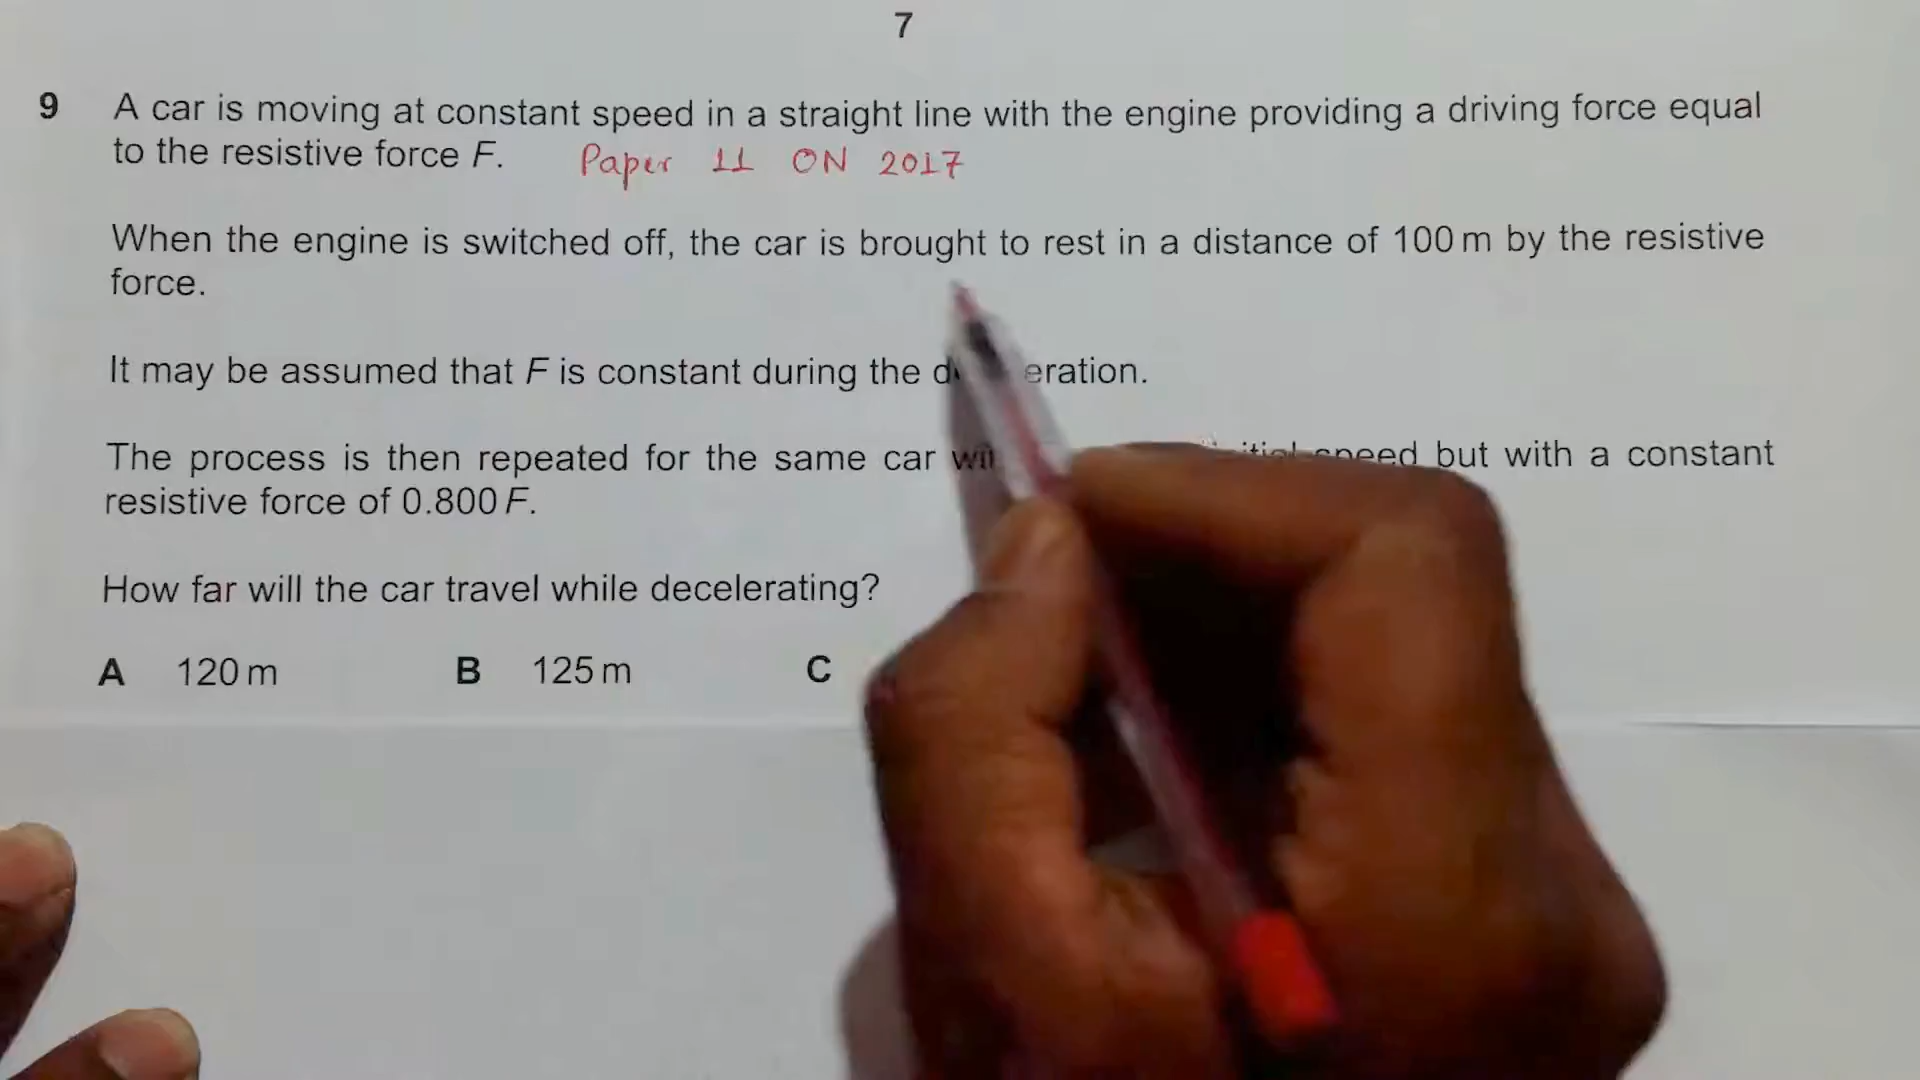 7
9 A car is moving at constant speed in a straight line with the engine providing a driving force equal
to the resistive force F. Paper 11 ON 2017
When the engine is switched off, the car is brought to rest in a distance of 100 m by the resistive
force.
It may be assumed that F is constant during the eration.
The process is then repeated for the same car speed but with a constant
resistive force of 0.800 F.
How far will the car travel while decelerating?
A 120 m B 125 m C